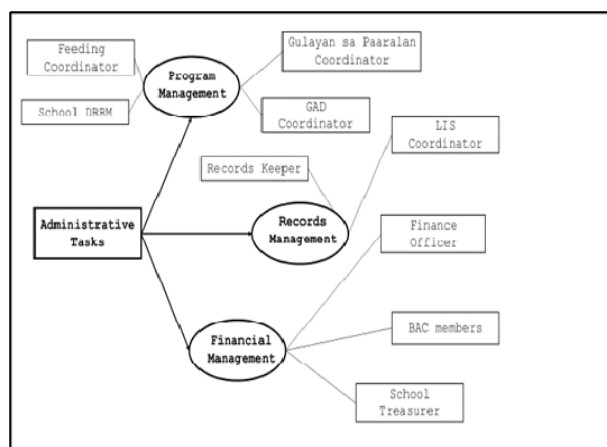 Feeding
Coordinator
School DRRM
Program
Management
Gulayan sa Paaralan
Coordinator
GAD
Coordinator
LIS
Coordinator
Records Keeper
Administrative
Tasks
Records
Management
Finance
Officer
Financial
Management
BAC members
School
Treasurer